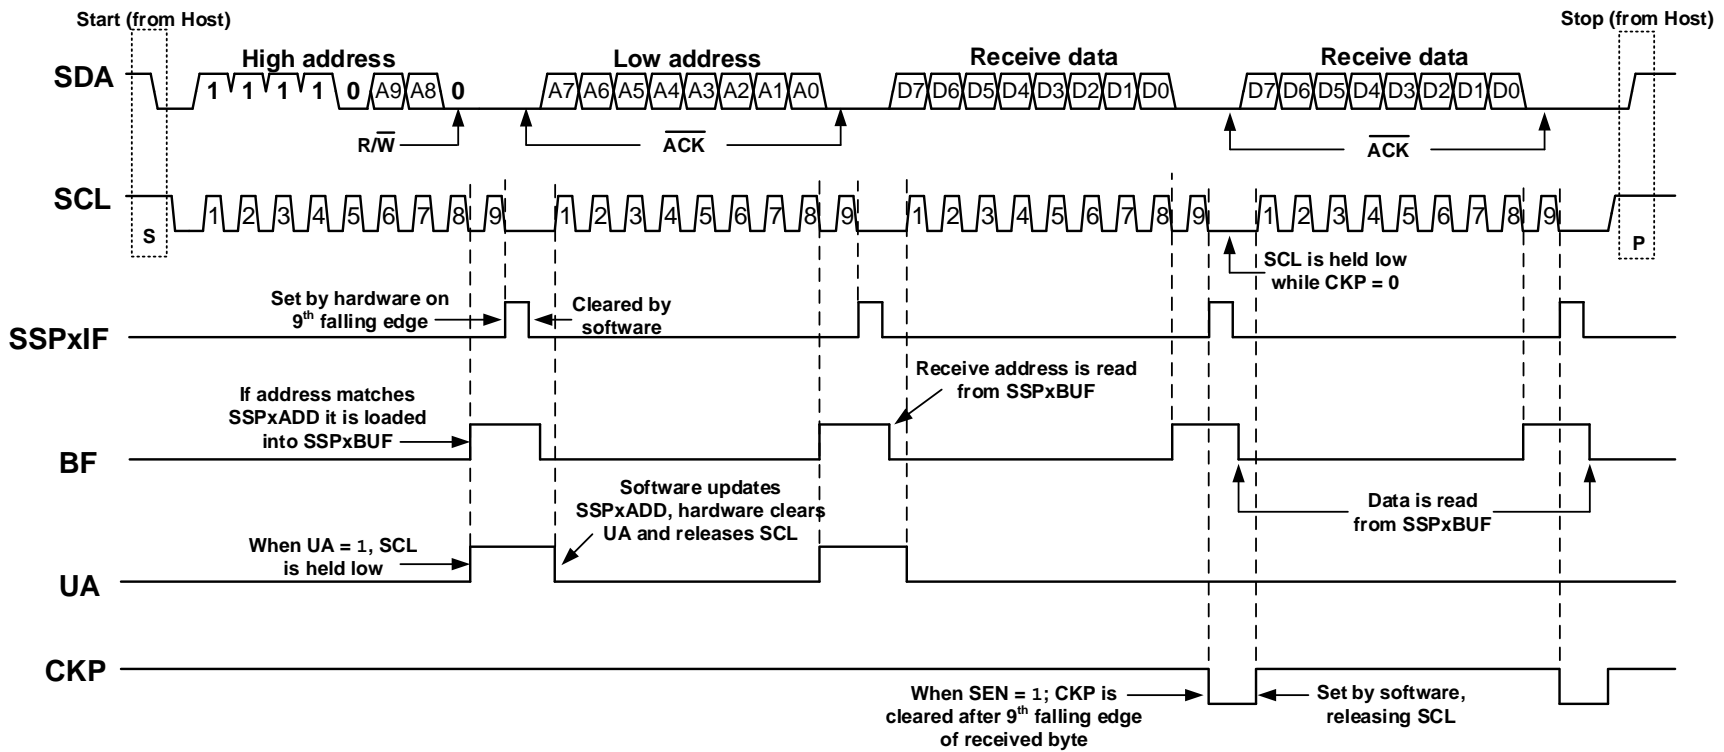 Start (from Host)
Stop (from Host)
High address
Low address
Receive data
Receive data
SDA
1 1 1 1 0 A9 A8 0
A7 A6 A5 A4 A3 A2 A1 A0
D7 D6 D5 D4 D3 D2 D1 D0
D7 D6 D5 D4 D3 D2 D1 D0
R/W̅
A̅C̅K̅
A̅C̅K̅
SCL
1 2 3 4 5 6 7 8 9
1 2 3 4 5 6 7 8 9
1 2 3 4 5 6 7 8 9
1 2 3 4 5 6 7 8 9
S
P
SCL is held low
while CKP = 0
Set by hardware on
9th falling edge
Cleared by
software
SSPxIF
If address matches
SSPxADD it is loaded
into SSPxBUF
Receive address is read
from SSPxBUF
BF
Software updates
SSPxADD, hardware clears
UA and releases SCL
Data is read
from SSPxBUF
When UA = 1, SCL
is held low
UA
CKP
When SEN = 1; CKP is
cleared after 9th falling edge
of received byte
Set by software,
releasing SCL